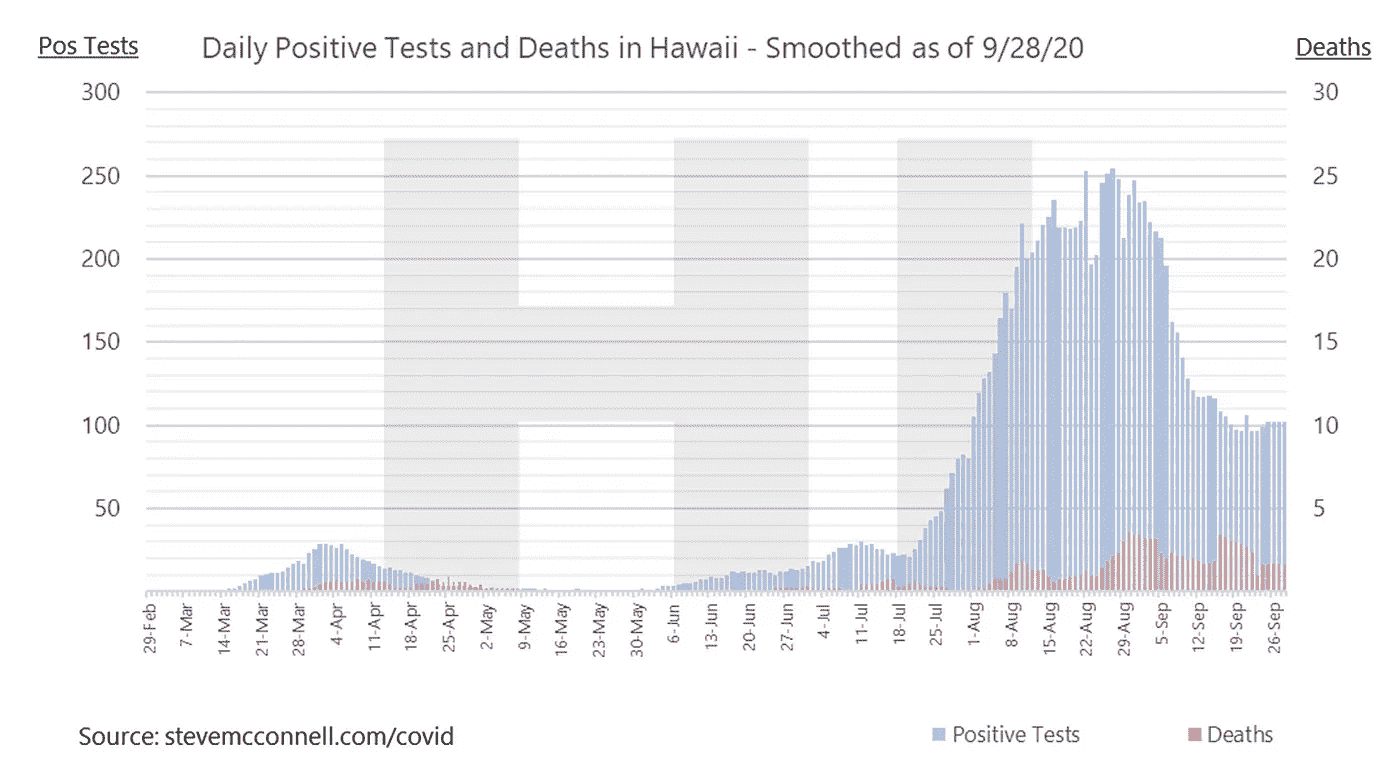 Pos Tests Daily Positive Tests and Deaths in Hawaii - Smoothed as of 9/28/20 Deaths
300 30
250 25
200 20
150 15
100 10
50 5
29-Feb 7-Mar 14-Mar 21-Mar 28-Mar 4-Apr 11-Apr 18-Apr 25-Apr 2-May 9-May 16-May 23-May 30-May 6-Jun 13-Jun 20-Jun 27-Jun 4-Jul 11-Jul 18-Jul 25-Jul 1-Aug 8-Aug 15-Aug 22-Aug 29-Aug 5-Sep 12-Sep 19-Sep 26-Sep
Source: stevemcconnell.com/covid Positive Tests Deaths
HI